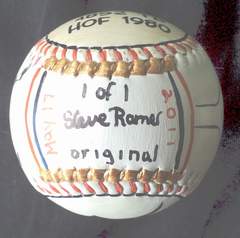 HOF 1980
1 of 1
Steve Ramer
original
May 17
2011